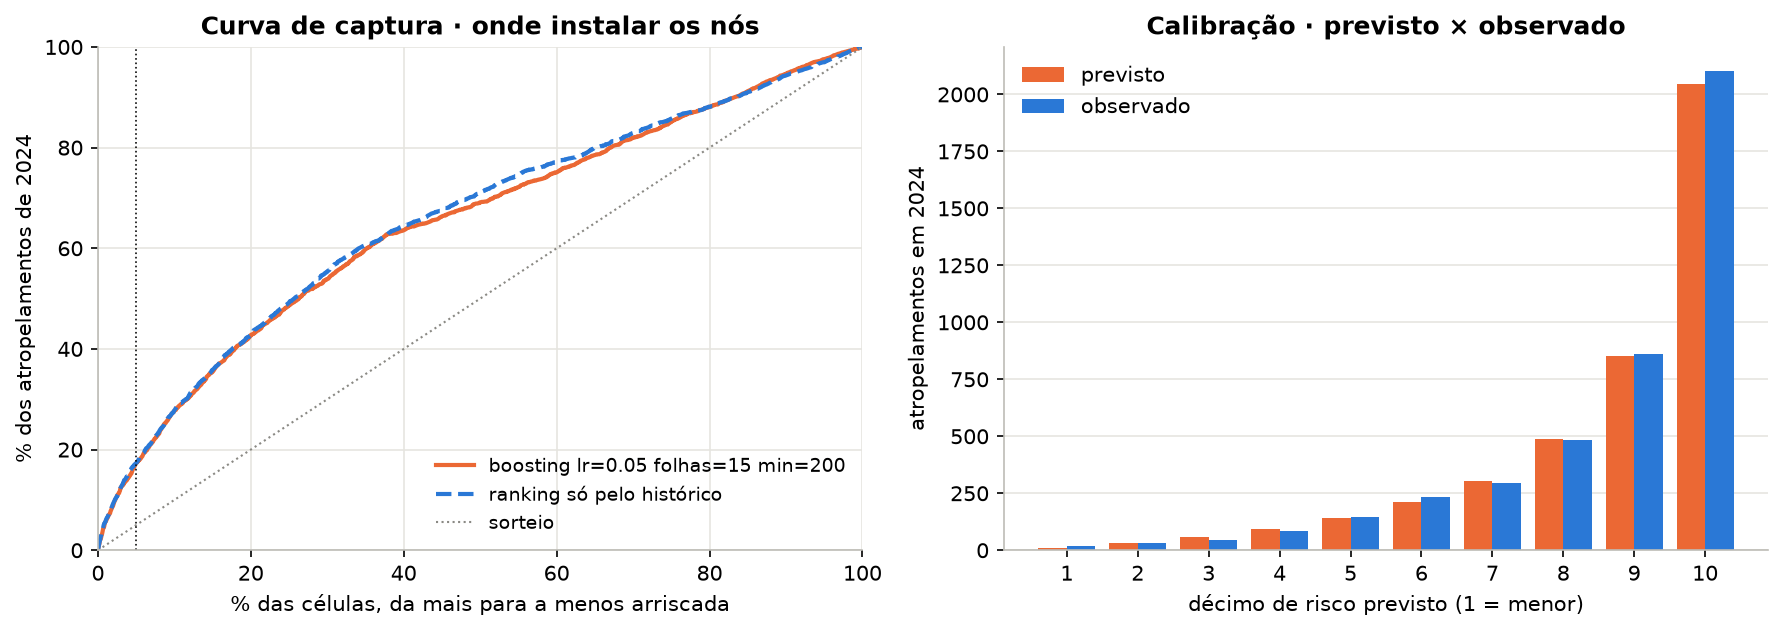 Curva de captura · onde instalar os nós
% dos atropelamentos de 2024
100
80
60
40
20
0
boosting lr=0.05 folhas=15 min=200
ranking só pelo histórico
sorteio
0 20 40 60 80 100
% das células, da mais para a menos arriscada
Calibração · previsto × observado
atropelamentos em 2024
previsto
observado
2000
1750
1500
1250
1000
750
500
250
0
1 2 3 4 5 6 7 8 9 10
décimo de risco previsto (1 = menor)